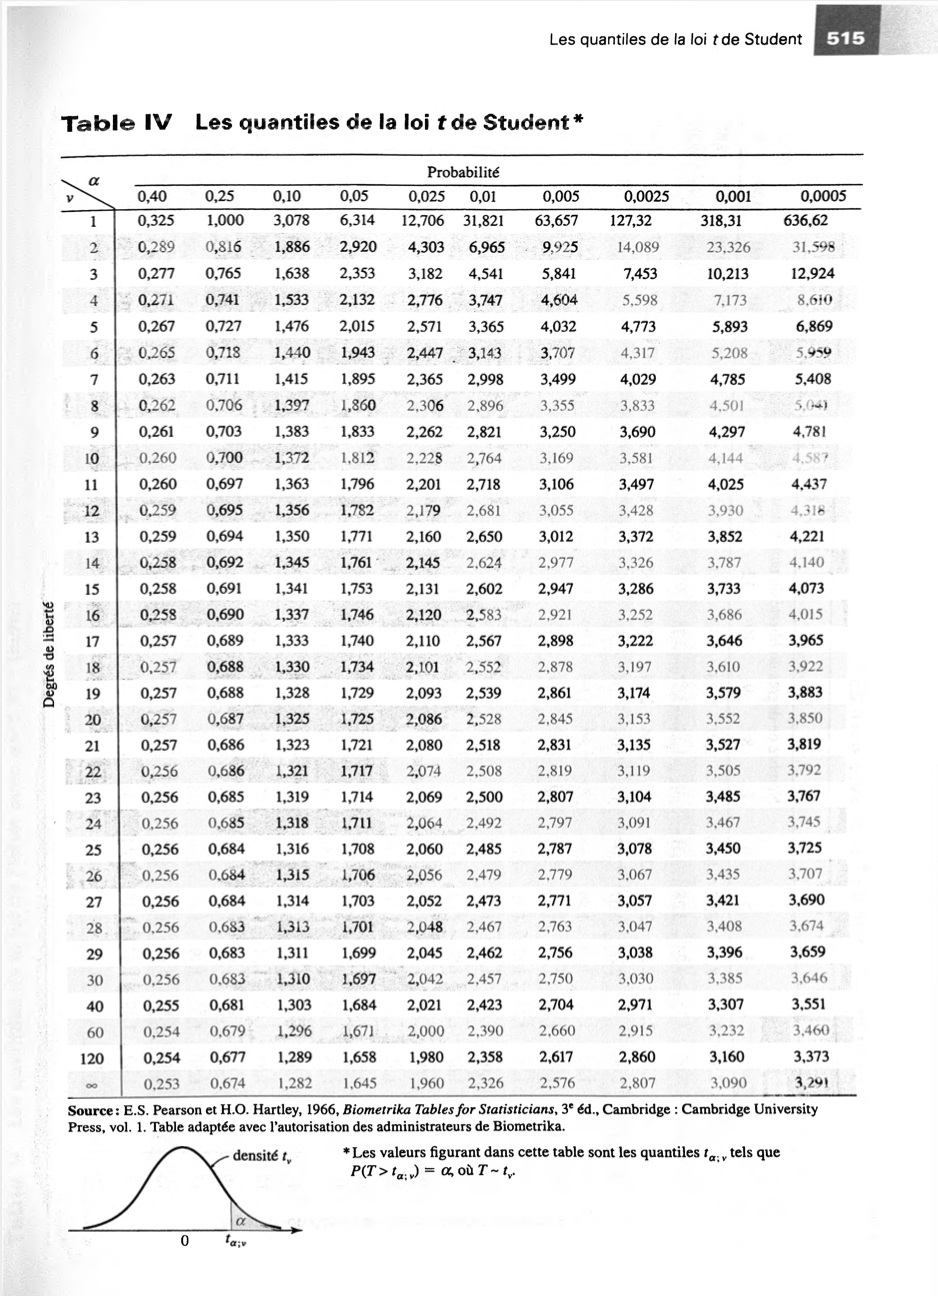 Les quantiles de la loi t de Student 515
Table IV Les quantiles de la loi t de Student*
Probabilité
α
ν 0,40 0,25 0,10 0,05 0,025 0,01 0,005 0,0025 0,001 0,0005
1 0,325 1,000 3,078 6,314 12,706 31,821 63,657 127,32 318,31 636,62
2 0,289 0,816 1,886 2,920 4,303 6,965 9,925 14,089 23,326 31,598
3 0,277 0,765 1,638 2,353 3,182 4,541 5,841 7,453 10,213 12,924
4 0,271 0,741 1,533 2,132 2,776 3,747 4,604 5,598 7,173 8,610
5 0,267 0,727 1,476 2,015 2,571 3,365 4,032 4,773 5,893 6,869
6 0,265 0,718 1,440 1,943 2,447 3,143 3,707 4,317 5,208 5,959
7 0,263 0,711 1,415 1,895 2,365 2,998 3,499 4,029 4,785 5,408
8 0,262 0,706 1,397 1,860 2,306 2,896 3,355 3,833 4,501 5,041
9 0,261 0,703 1,383 1,833 2,262 2,821 3,250 3,690 4,297 4,781
10 0,260 0,700 1,372 1,812 2,228 2,764 3,169 3,581 4,144 4,587
11 0,260 0,697 1,363 1,796 2,201 2,718 3,106 3,497 4,025 4,437
12 0,259 0,695 1,356 1,782 2,179 2,681 3,055 3,428 3,930 4,318
13 0,259 0,694 1,350 1,771 2,160 2,650 3,012 3,372 3,852 4,221
14 0,258 0,692 1,345 1,761 2,145 2,624 2,977 3,326 3,787 4,140
15 0,258 0,691 1,341 1,753 2,131 2,602 2,947 3,286 3,733 4,073
16 0,258 0,690 1,337 1,746 2,120 2,583 2,921 3,252 3,686 4,015
17 0,257 0,689 1,333 1,740 2,110 2,567 2,898 3,222 3,646 3,965
18 0,257 0,688 1,330 1,734 2,101 2,552 2,878 3,197 3,610 3,922
19 0,257 0,688 1,328 1,729 2,093 2,539 2,861 3,174 3,579 3,883
20 0,257 0,687 1,325 1,725 2,086 2,528 2,845 3,153 3,552 3,850
21 0,257 0,686 1,323 1,721 2,080 2,518 2,831 3,135 3,527 3,819
22 0,256 0,686 1,321 1,717 2,074 2,508 2,819 3,119 3,505 3,792
23 0,256 0,685 1,319 1,714 2,069 2,500 2,807 3,104 3,485 3,767
24 0,256 0,685 1,318 1,711 2,064 2,492 2,797 3,091 3,467 3,745
25 0,256 0,684 1,316 1,708 2,060 2,485 2,787 3,078 3,450 3,725
26 0,256 0,684 1,315 1,706 2,056 2,479 2,779 3,067 3,435 3,707
27 0,256 0,684 1,314 1,703 2,052 2,473 2,771 3,057 3,421 3,690
28 0,256 0,683 1,313 1,701 2,048 2,467 2,763 3,047 3,408 3,674
29 0,256 0,683 1,311 1,699 2,045 2,462 2,756 3,038 3,396 3,659
30 0,256 0,683 1,310 1,697 2,042 2,457 2,750 3,030 3,385 3,646
40 0,255 0,681 1,303 1,684 2,021 2,423 2,704 2,971 3,307 3,551
60 0,254 0,679 1,296 1,671 2,000 2,390 2,660 2,915 3,232 3,460
120 0,254 0,677 1,289 1,658 1,980 2,358 2,617 2,860 3,160 3,373
∞ 0,253 0,674 1,282 1,645 1,960 2,326 2,576 2,807 3,090 3,291
Degrés de liberté
Source : E.S. Pearson et H.O. Hartley, 1966, Biometrika Tables for Statisticians, 3e éd., Cambridge : Cambridge University
Press, vol. 1. Table adaptée avec l'autorisation des administrateurs de Biometrika.
densité tν
*Les valeurs figurant dans cette table sont les quantiles tα;ν tels que
P(T > tα;ν) = α, où T ~ tν.
α
0 tα;ν